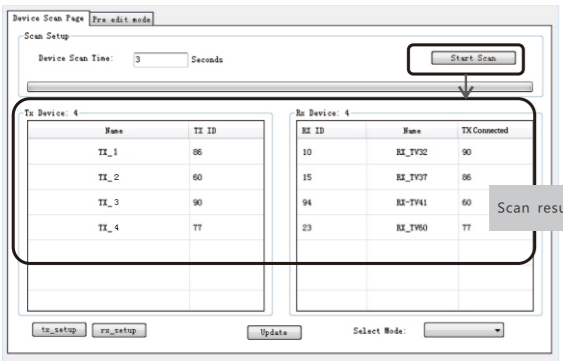 Device Scan Page Pre edit mode
Scan Setup
Device Scan Time: 3 Seconds Start Scan
Tx Device: 4 Rx Device: 4
Name TX ID RX ID Name TX Connected
TX_1 86 10 RX_TV32 90
TX_2 60 15 RX_TV37 86
TX_3 90 94 RX-TV41 60
TX_4 77 23 RX_TV60 77
Scan resu
tx_setup rx_setup Update Select Mode: